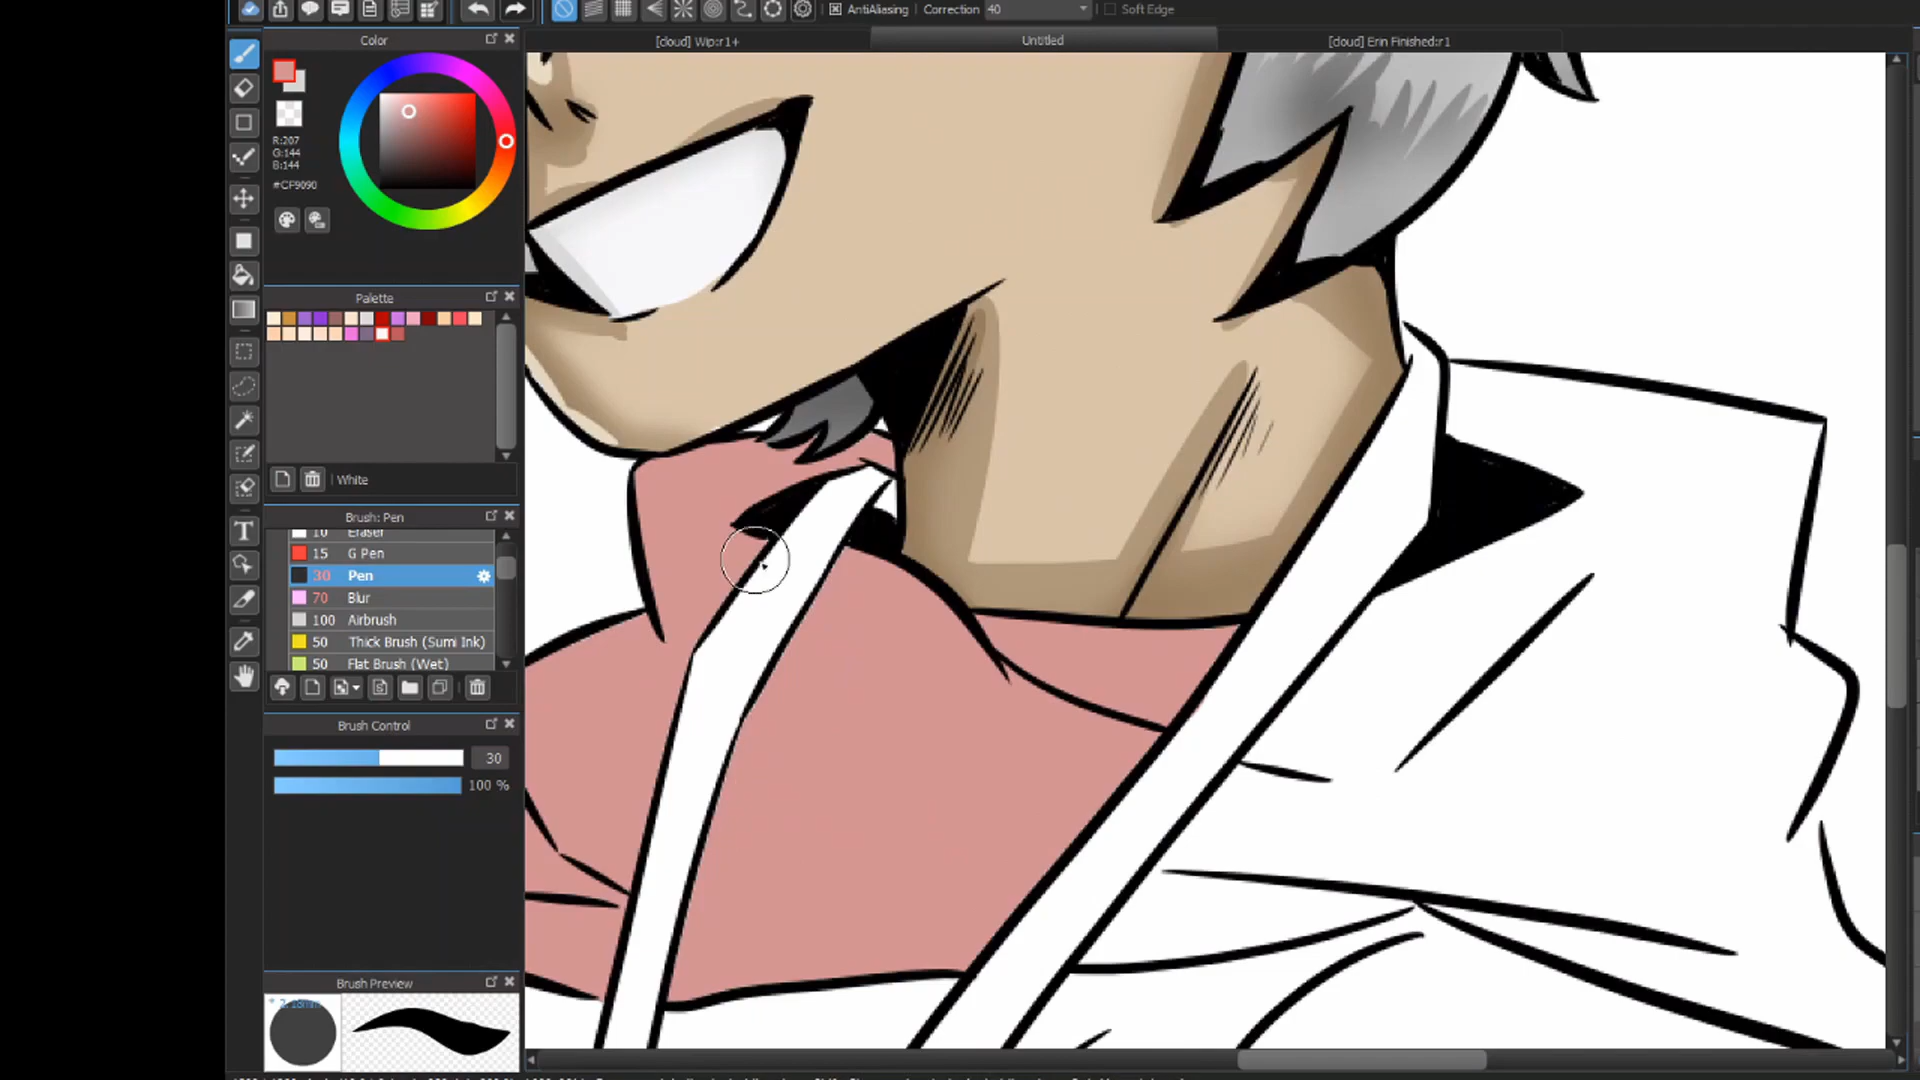 AntiAliasing Correction 40 Soft Edge
Color
[cloud] Wip:r1+ Untitled [cloud] Erin Finished:r1
R:207
G:144
B:144
#CF9090
Palette
White
Brush: Pen
10 Eraser
15 G Pen
30 Pen
70 Blur
100 Airbrush
50 Thick Brush (Sumi Ink)
50 Flat Brush (Wet)
Brush Control
30
100 %
Brush Preview